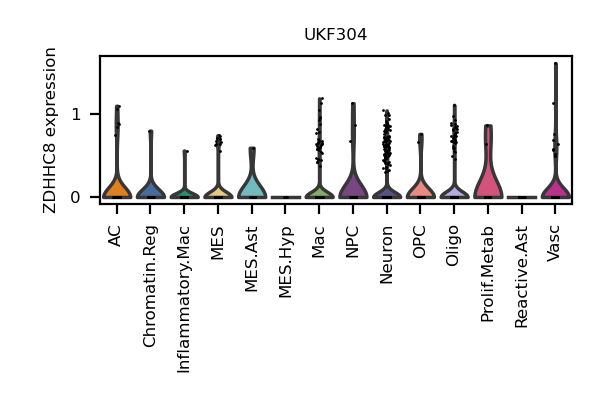 UKF304
ZDHHC8 expression
1
0
AC
Chromatin.Reg
Inflammatory.Mac
MES
MES.Ast
MES.Hyp
Mac
NPC
Neuron
OPC
Oligo
Prolif.Metab
Reactive.Ast
Vasc